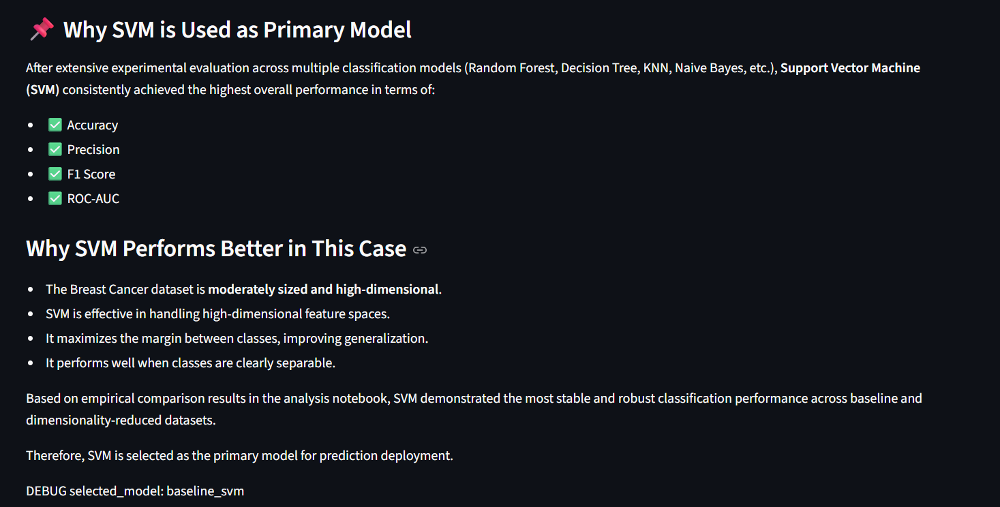 📌 Why SVM is Used as Primary Model
After extensive experimental evaluation across multiple classification models (Random Forest, Decision Tree, KNN, Naive Bayes, etc.), Support Vector Machine
(SVM) consistently achieved the highest overall performance in terms of:
• ✅ Accuracy
• ✅ Precision
• ✅ F1 Score
• ✅ ROC-AUC
Why SVM Performs Better in This Case
• The Breast Cancer dataset is moderately sized and high-dimensional.
• SVM is effective in handling high-dimensional feature spaces.
• It maximizes the margin between classes, improving generalization.
• It performs well when classes are clearly separable.
Based on empirical comparison results in the analysis notebook, SVM demonstrated the most stable and robust classification performance across baseline and
dimensionality-reduced datasets.
Therefore, SVM is selected as the primary model for prediction deployment.
DEBUG selected_model: baseline_svm